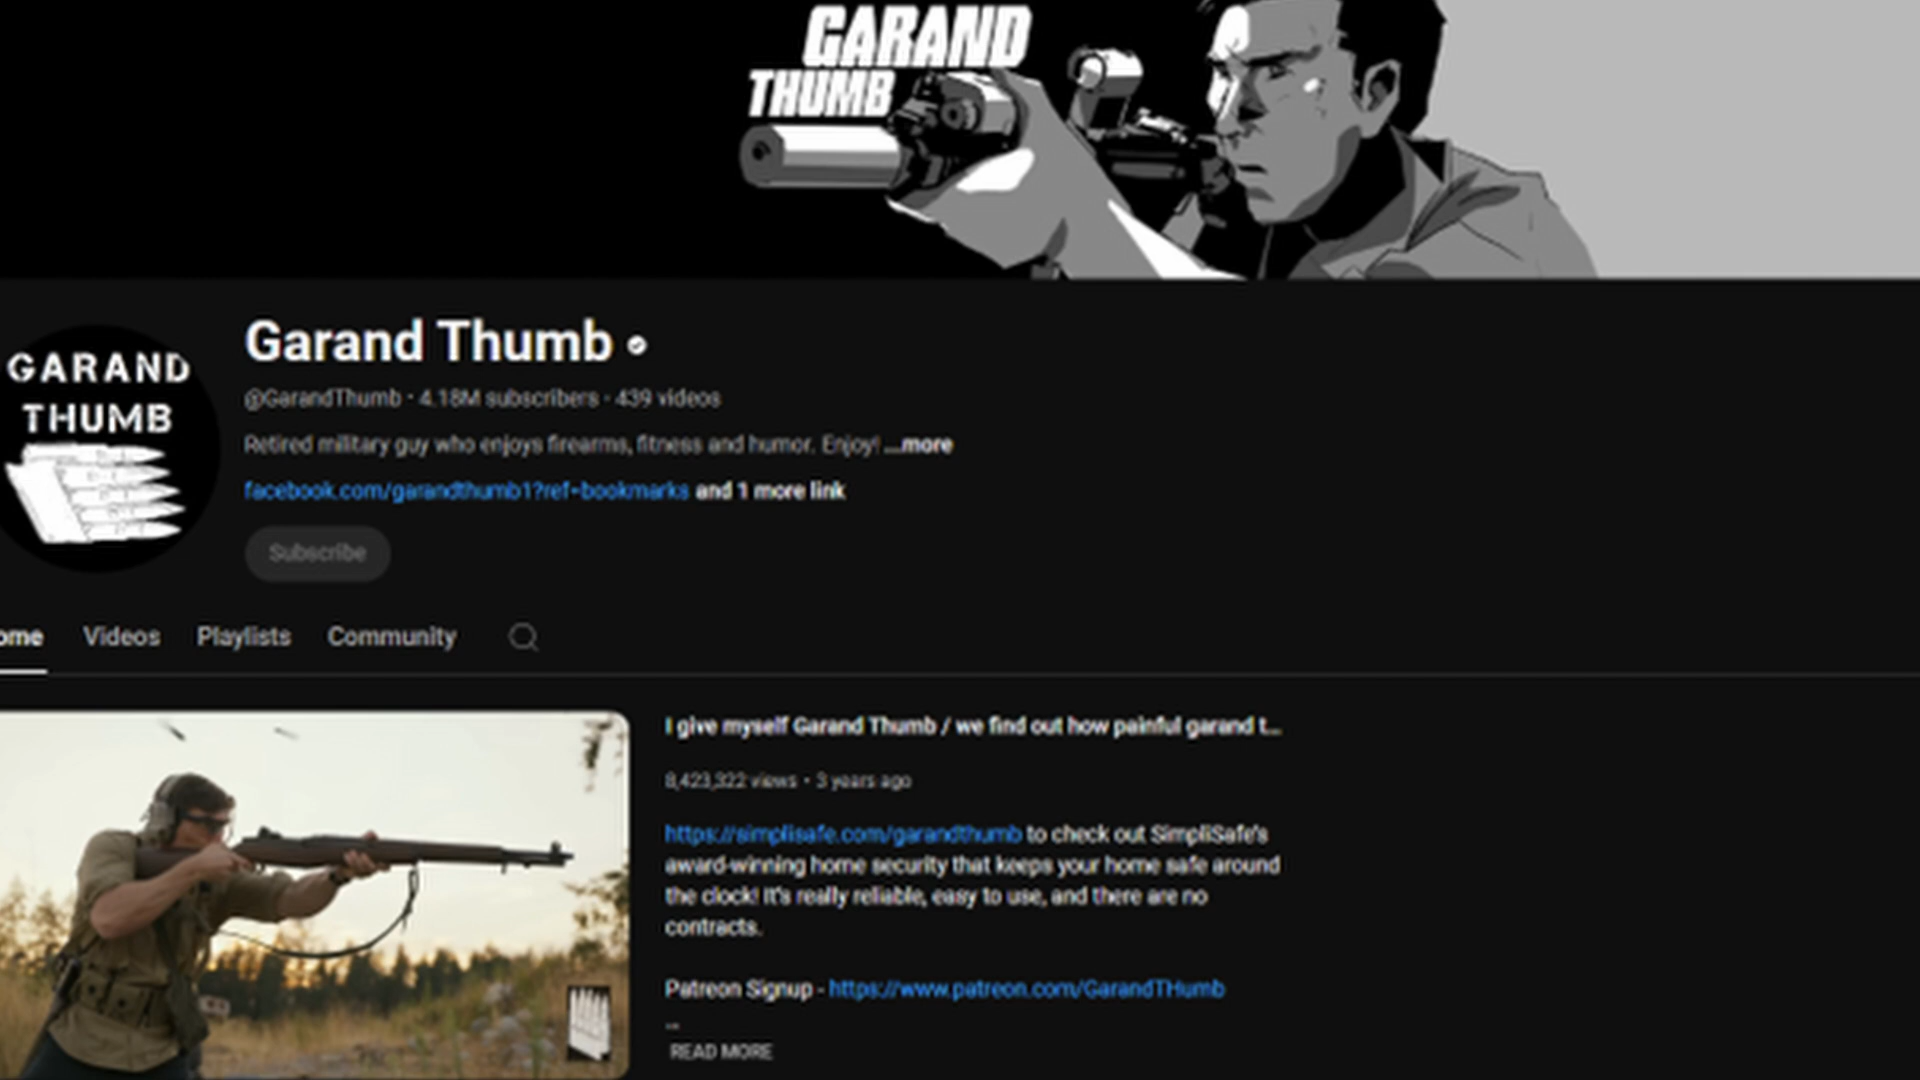 GARAND
THUMB
GARAND
THUMB
Garand Thumb
@GarandThumb • 4.18M subscribers • 439 videos
Retired military guy who enjoys firearms, fitness and humor. Enjoy! ...more
facebook.com/garandthumb1?ref=bookmarks and 1 more link
Subscribe
ome
Videos
Playlists
Community
I give myself Garand Thumb / we find out how painful garand t...
8,423,322 views • 3 years ago
https://simplisafe.com/garandthumb to check out SimpliSafe's
award-winning home security that keeps your home safe around
the clock! It's really reliable, easy to use, and there are no
contracts.
Patreon Signup - https://www.patreon.com/GarandTHumb
...
READ MORE